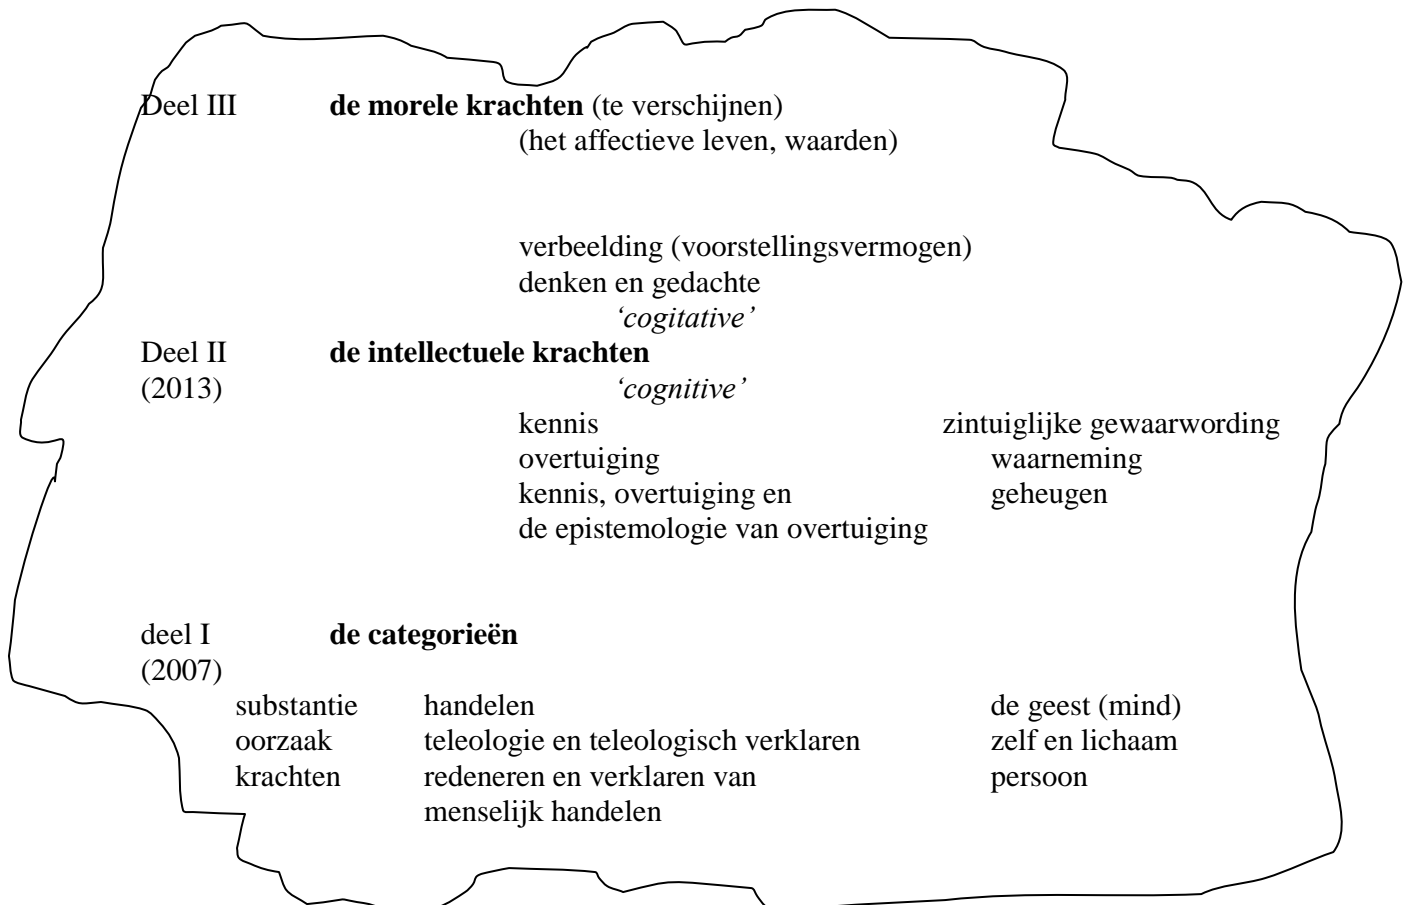 Deel III de morele krachten (te verschijnen)
(het affectieve leven, waarden)
verbeelding (voorstellingsvermogen)
denken en gedachte
‘cogitative’
Deel II de intellectuele krachten
(2013) ‘cognitive’
kennis zintuiglijke gewaarwording
overtuiging waarneming
kennis, overtuiging en geheugen
de epistemologie van overtuiging
deel I de categorieën
(2007)
substantie handelen de geest (mind)
oorzaak teleologie en teleologisch verklaren zelf en lichaam
krachten redeneren en verklaren van persoon
menselijk handelen